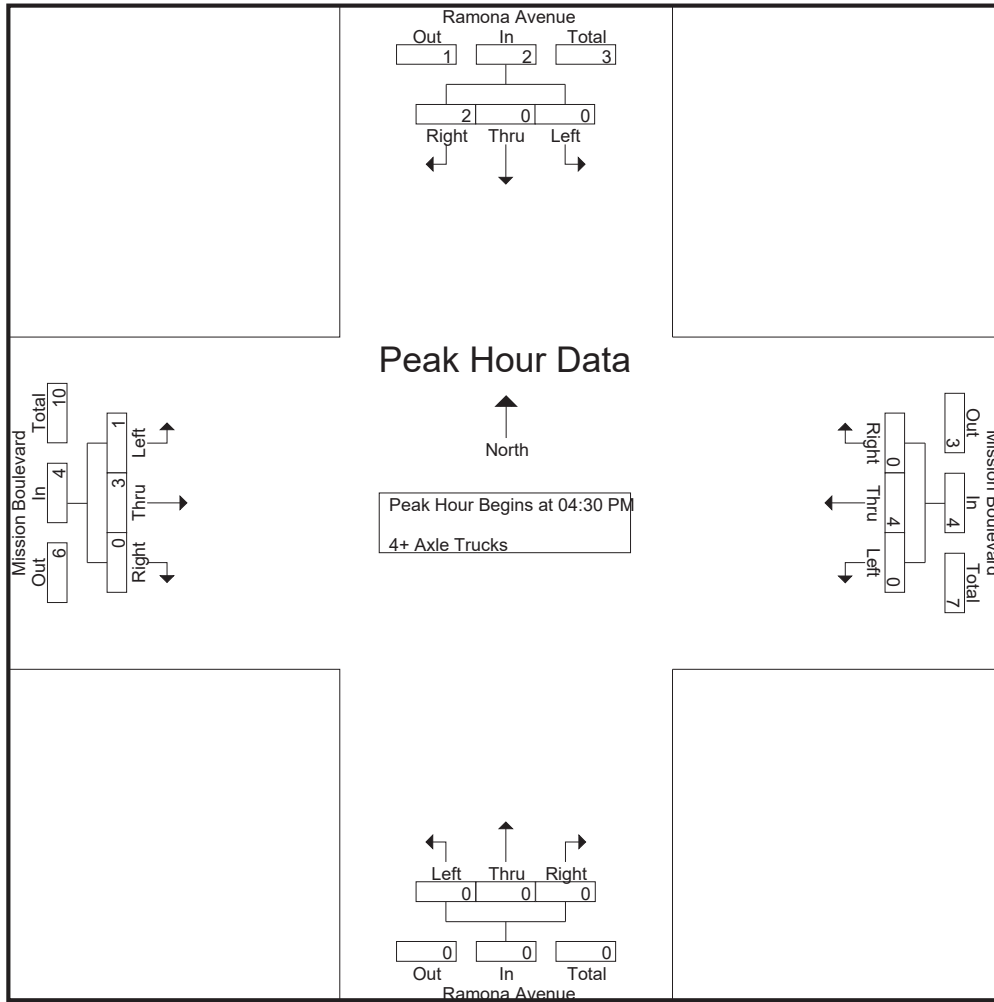 Ramona Avenue
Out In Total
1 2 3
2 0 0
Right Thru Left
Peak Hour Data
North
Peak Hour Begins at 04:30 PM
4+ Axle Trucks
Mission Boulevard
Total In Out
10 4 6
1 3 0
Left Thru Right
Right Thru Left
0 4 0
Out In Total
3 4 7
Mission Boulevard
Left Thru Right
0 0 0
0 0 0
Out In Total
Ramona Avenue